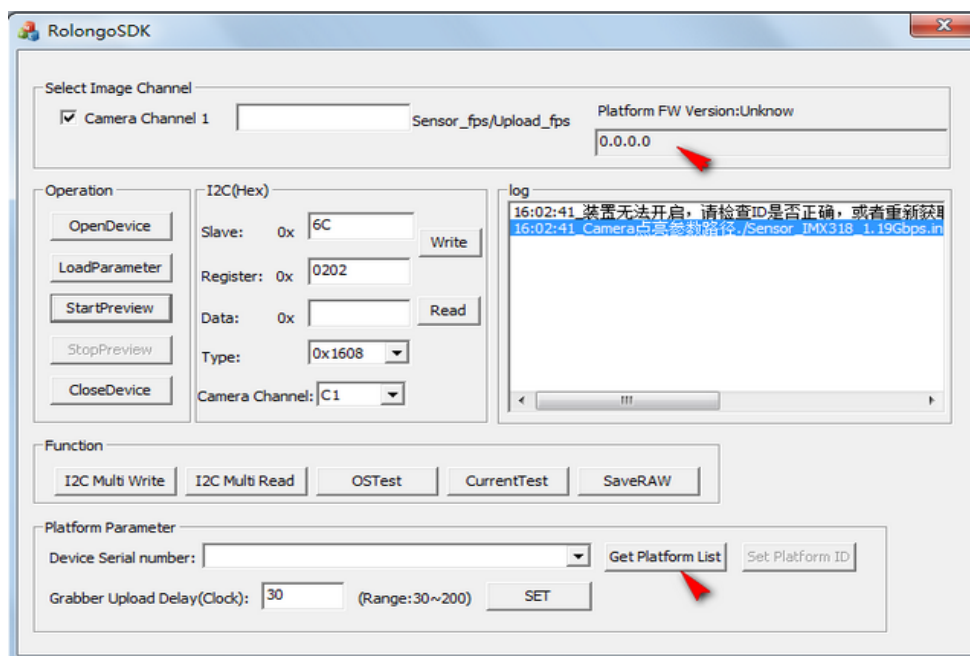 RolongoSDK
Select Image Channel
Camera Channel 1
Sensor_fps/Upload_fps
Platform FW Version:Unknow
0.0.0.0
Operation
OpenDevice
LoadParameter
StartPreview
StopPreview
CloseDevice
I2C(Hex)
Slave: 0x 6C
Write
Register: 0x 0202
Data: 0x
Read
Type: 0x1608
Camera Channel: C1
log
16:02:41_装置无法开启，请检查ID是否正确，或者重新获取
16:02:41_Camera点亮参数路径./Sensor_IMX318_1.19Gbps.in
Function
I2C Multi Write I2C Multi Read OSTest CurrentTest SaveRAW
Platform Parameter
Device Serial number: Get Platform List Set Platform ID
Grabber Upload Delay(Clock): 30 (Range:30~200) SET